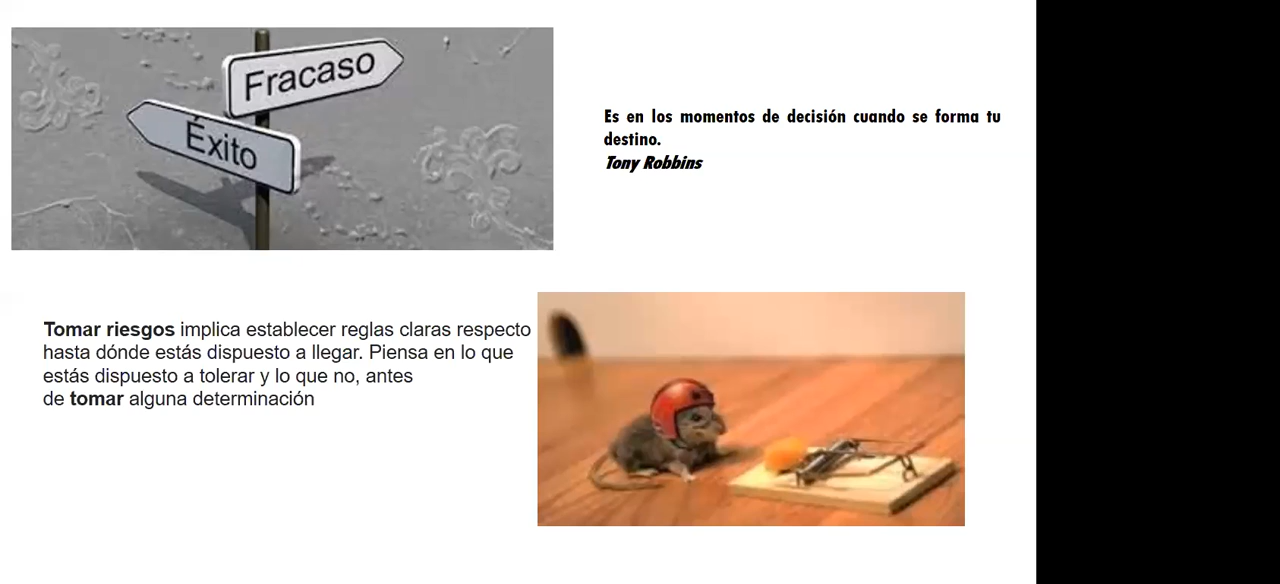 Fracaso
Éxito
Es en los momentos de decisión cuando se forma tu
destino.
Tony Robbins
Tomar riesgos implica establecer reglas claras respecto
hasta dónde estás dispuesto a llegar. Piensa en lo que
estás dispuesto a tolerar y lo que no, antes
de tomar alguna determinación